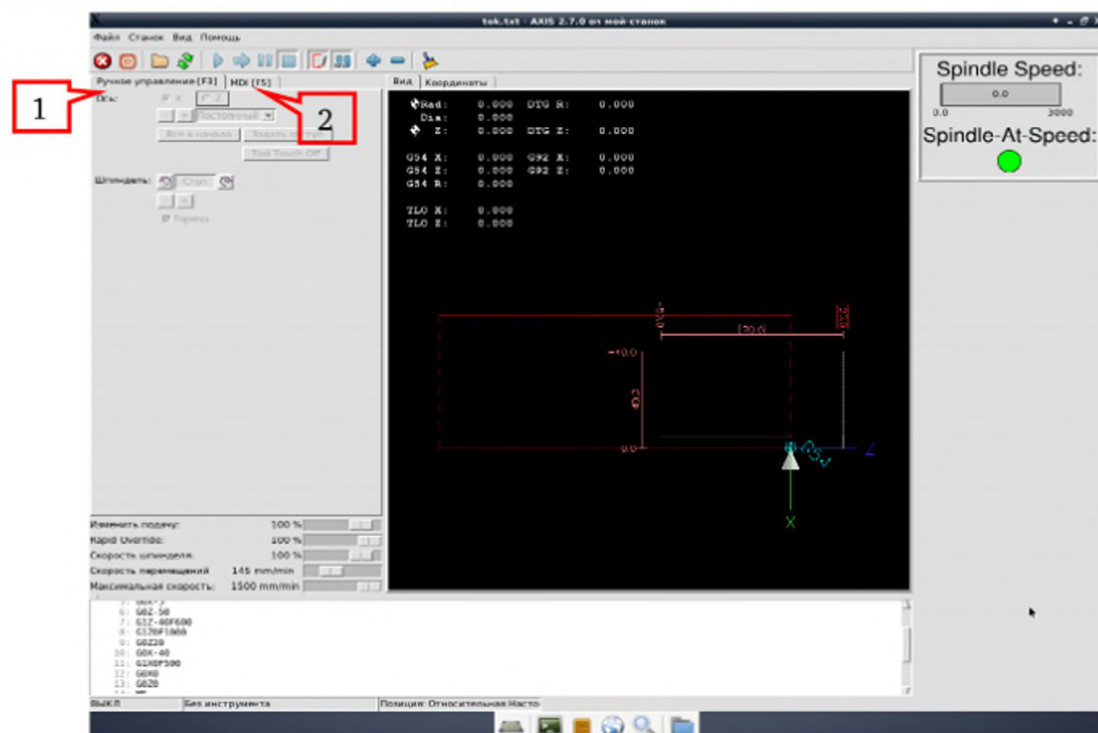 tok.txt - AXIS 2.7.0 on мой-станок
Файл Станок Вид Помощь
Ручное управление [F3] MDI [F5]
1
2
Ось: X Z
Постоянный
Все в начало
Tool Touch Off
Шпиндель: Стоп
Тормоз
Вид Координаты
Rad: 0.000 DTG R: 0.000
Dia: 0.000
Z: 0.000 DTG Z: 0.000
G54 X: 0.000 G92 X: 0.000
G54 Z: 0.000 G92 Z: 0.000
G54 R: 0.000
TLO X: 0.000
TLO Z: 0.000
-40.0
0.0
Z
X
Spindle Speed:
0.0
0.0 3000
Spindle-At-Speed:
Изменить подачу: 100 %
Rapid Override: 100 %
Скорость шпинделя: 100 %
Скорость перемещений 145 mm/min
Максимальная скорость: 1500 mm/min
6: G0Z-50
7: G1Z-40F600
8: G1Z0F1000
9: G0Z20
10: G0X-40
11: G1X0F500
12: G0X0
13: G0Z0
ВЫКЛ Без инструмента Позиция: Относительная Насто